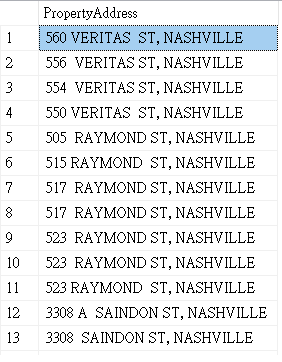 PropertyAddress
1 560 VERITAS  ST, NASHVILLE
2 556  VERITAS ST, NASHVILLE
3 554  VERITAS ST, NASHVILLE
4 550 VERITAS  ST, NASHVILLE
5 505  RAYMOND ST, NASHVILLE
6 515 RAYMOND  ST, NASHVILLE
7 517  RAYMOND ST, NASHVILLE
8 517  RAYMOND ST, NASHVILLE
9 523  RAYMOND ST, NASHVILLE
10 523  RAYMOND ST, NASHVILLE
11 523 RAYMOND  ST, NASHVILLE
12 3308 A  SAINDON ST, NASHVILLE
13 3308  SAINDON ST, NASHVILLE